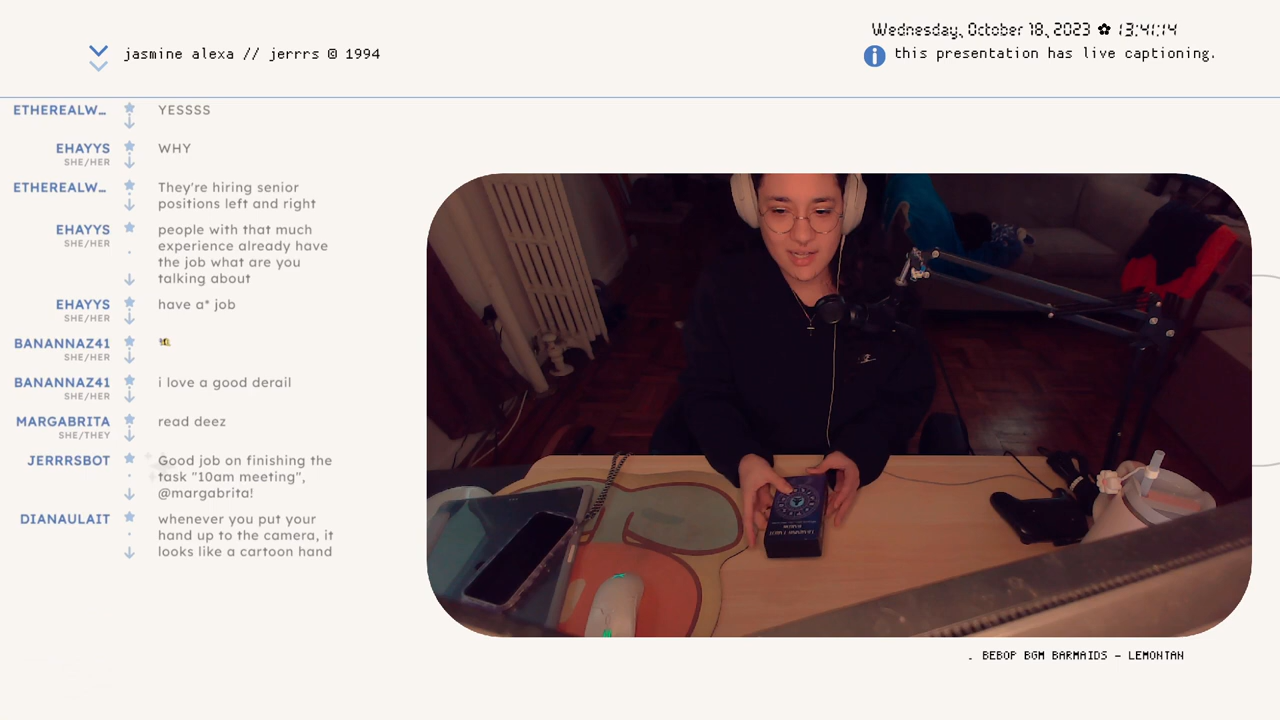 Wednesday, October 18, 2023 ✿ 13:41:14
jasmine alexa // jerrrs © 1994
this presentation has live captioning.
ETHEREALW… YESSSS
EHAYYS WHY
SHE/HER
ETHEREALW… They're hiring senior
positions left and right
EHAYYS people with that much
SHE/HER experience already have
the job what are you
talking about
EHAYYS have a* job
SHE/HER
BANANNAZ41
SHE/HER
BANANNAZ41 i love a good derail
SHE/HER
MARGABRITA read deez
SHE/THEY
JERRRSBOT Good job on finishing the
task "10am meeting",
@margabrita!
DIANAULAIT whenever you put your
hand up to the camera, it
looks like a cartoon hand
. BEBOP BGM BARMAIDS - LEMONTAN